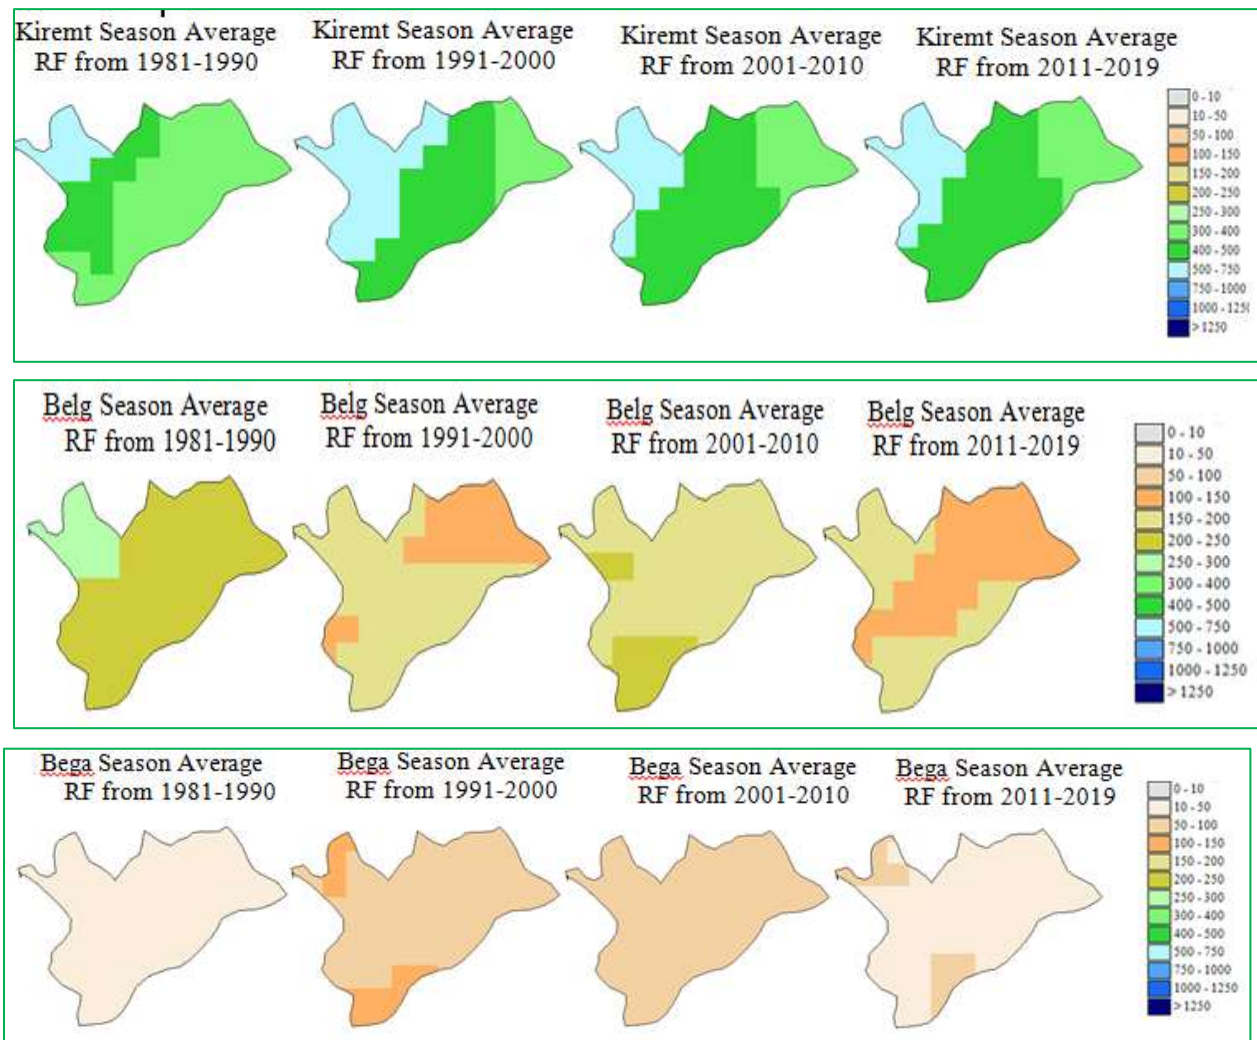 Kiremt Season Average
RF from 1981-1990
Kiremt Season Average
RF from 1991-2000
Kiremt Season Average
RF from 2001-2010
Kiremt Season Average
RF from 2011-2019
0 - 10
10 - 50
50 - 100
100 - 150
150 - 200
200 - 250
250 - 300
300 - 400
400 - 500
500 - 750
750 - 1000
1000 - 125
> 1250
Belg Season Average
RF from 1981-1990
Belg Season Average
RF from 1991-2000
Belg Season Average
RF from 2001-2010
Belg Season Average
RF from 2011-2019
0 - 10
10 - 50
50 - 100
100 - 150
150 - 200
200 - 250
250 - 300
300 - 400
400 - 500
500 - 750
750 - 1000
1000 - 1250
> 1250
Bega Season Average
RF from 1981-1990
Bega Season Average
RF from 1991-2000
Bega Season Average
RF from 2001-2010
Bega Season Average
RF from 2011-2019
0 - 10
10 - 50
50 - 100
100 - 150
150 - 200
200 - 250
250 - 300
300 - 400
400 - 500
500 - 750
750 - 1000
1000 - 1250
> 1250